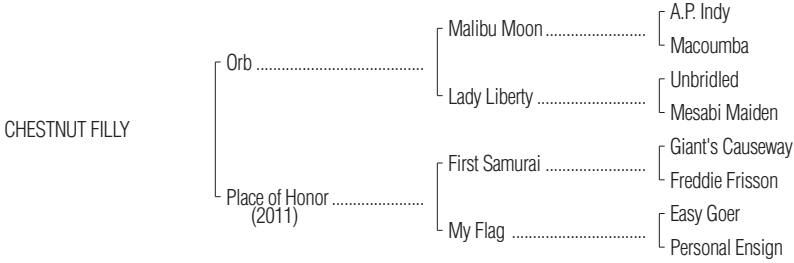 A.P. Indy
Malibu Moon ........................
Macoumba
Orb ........................................
Unbridled
Lady Liberty ..........................
Mesabi Maiden
CHESTNUT FILLY
Giant's Causeway
First Samurai ........................
Freddie Frisson
Place of Honor ......................
(2011)
Easy Goer
My Flag ................................
Personal Ensign